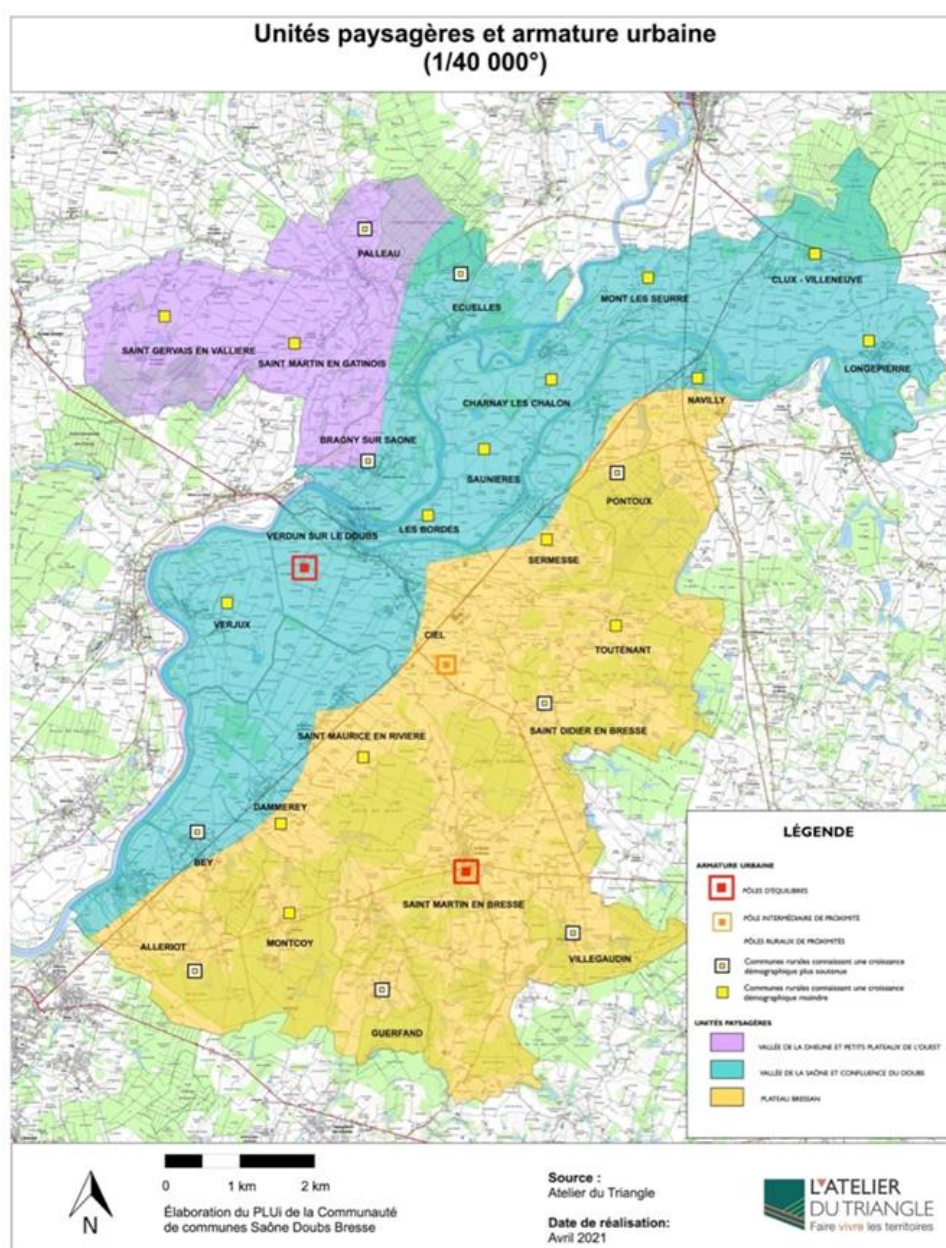 Unités paysagères et armature urbaine
(1/40 000°)
PALLEAU
ECUELLES
CLUX - VILLENEUVE
MONT LES SEURRE
SAINT GERVAIS EN VALLIERE
SAINT MARTIN EN GATINOIS
LONGEPIERRE
CHARNAY LES CHALON
NAVILLY
BRAGNY SUR SAONE
SAUNIERES
PONTOUX
LES BORDES
VERDUN SUR LE DOUBS
SERMESSE
VERJUX
CIEL
TOUTENANT
SAINT DIDIER EN BRESSE
SAINT MAURICE EN RIVIERE
DAMMEREY
BEY
SAINT MARTIN EN BRESSE
MONTCOY
ALLERIOT
VILLEGAUDIN
GUERFAND
LÉGENDE
ARMATURE URBAINE
PÔLES D'ÉQUILIBRES
PÔLE INTERMÉDIAIRE DE PROXIMITÉ
PÔLES RURAUX DE PROXIMITÉS
Communes rurales connaissant une croissance
démographique plus soutenue
Communes rurales connaissant une croissance
démographique moindre
UNITÉS PAYSAGÈRES
VALLÉE DE LA DHEUNE ET PETITS PLATEAUX DE L'OUEST
VALLÉE DE LA SAÔNE ET CONFLUENCE DU DOUBS
PLATEAU BRESSAN
N
0 1 km 2 km
Élaboration du PLUi de la Communauté
de communes Saône Doubs Bresse
Source :
Atelier du Triangle
Date de réalisation:
Avril 2021
L'ATELIER
DU TRIANGLE
Faire vivre les territoires